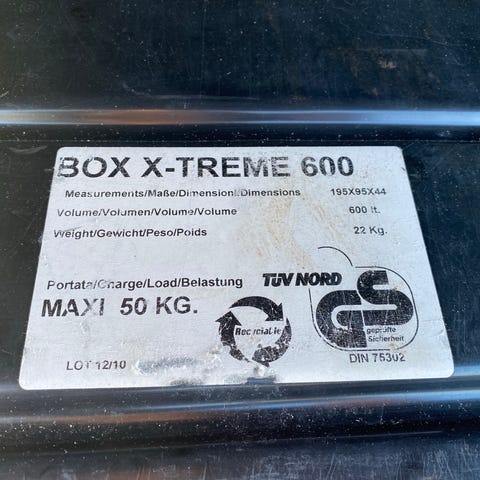 BOX X-TREME 600
Measurements/Maße/Dimensioni/Dimensions 195X95X44
Volume/Volumen/Volume/Volume 600 lt.
Weight/Gewicht/Peso/Poids 22 Kg.
Portata/Charge/Load/Belastung
MAXI 50 KG.
TÜV NORD
Recyclable
GS
geprüfte
Sicherheit
LOT 12/10
DIN 75302